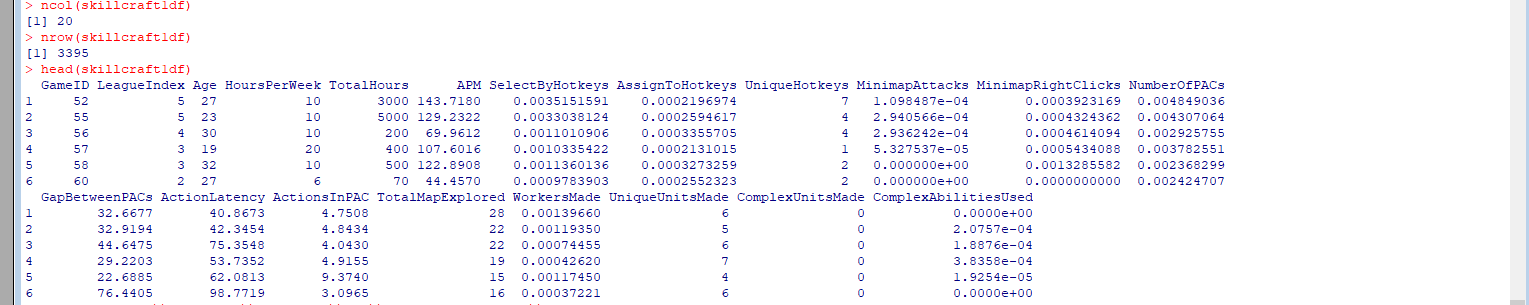 > ncol(skillcraft1df)
[1] 20
> nrow(skillcraft1df)
[1] 3395
> head(skillcraft1df)
  GameID LeagueIndex Age HoursPerWeek TotalHours      APM SelectByHotkeys AssignToHotkeys UniqueHotkeys MinimapAttacks MinimapRightClicks NumberOfPACs
1     52           5  27           10       3000 143.7180    0.0035151591    0.0002196974             7   1.098487e-04       0.0003923169  0.004849036
2     55           5  23           10       5000 129.2322    0.0033038124    0.0002594617             4   2.940566e-04       0.0004324362  0.004307064
3     56           4  30           10        200  69.9612    0.0011010906    0.0003355705             4   2.936242e-04       0.0004614094  0.002925755
4     57           3  19           20        400 107.6016    0.0010335422    0.0002131015             1   5.327537e-05       0.0005434088  0.003782551
5     58           3  32           10        500 122.8908    0.0011360136    0.0003273259             2   0.000000e+00       0.0013285582  0.002368299
6     60           2  27            6         70  44.4570    0.0009783903    0.0002552323             2   0.000000e+00       0.0000000000  0.002424707
  GapBetweenPACs ActionLatency ActionsInPAC TotalMapExplored WorkersMade UniqueUnitsMade ComplexUnitsMade ComplexAbilitiesUsed
1        32.6677       40.8673       4.7508               28  0.00139660               6                0           0.0000e+00
2        32.9194       42.3454       4.8434               22  0.00119350               5                0           2.0757e-04
3        44.6475       75.3548       4.0430               22  0.00074455               6                0           1.8876e-04
4        29.2203       53.7352       4.9155               19  0.00042620               7                0           3.8358e-04
5        22.6885       62.0813       9.3740               15  0.00117450               4                0           1.9254e-05
6        76.4405       98.7719       3.0965               16  0.00037221               6                0           0.0000e+00